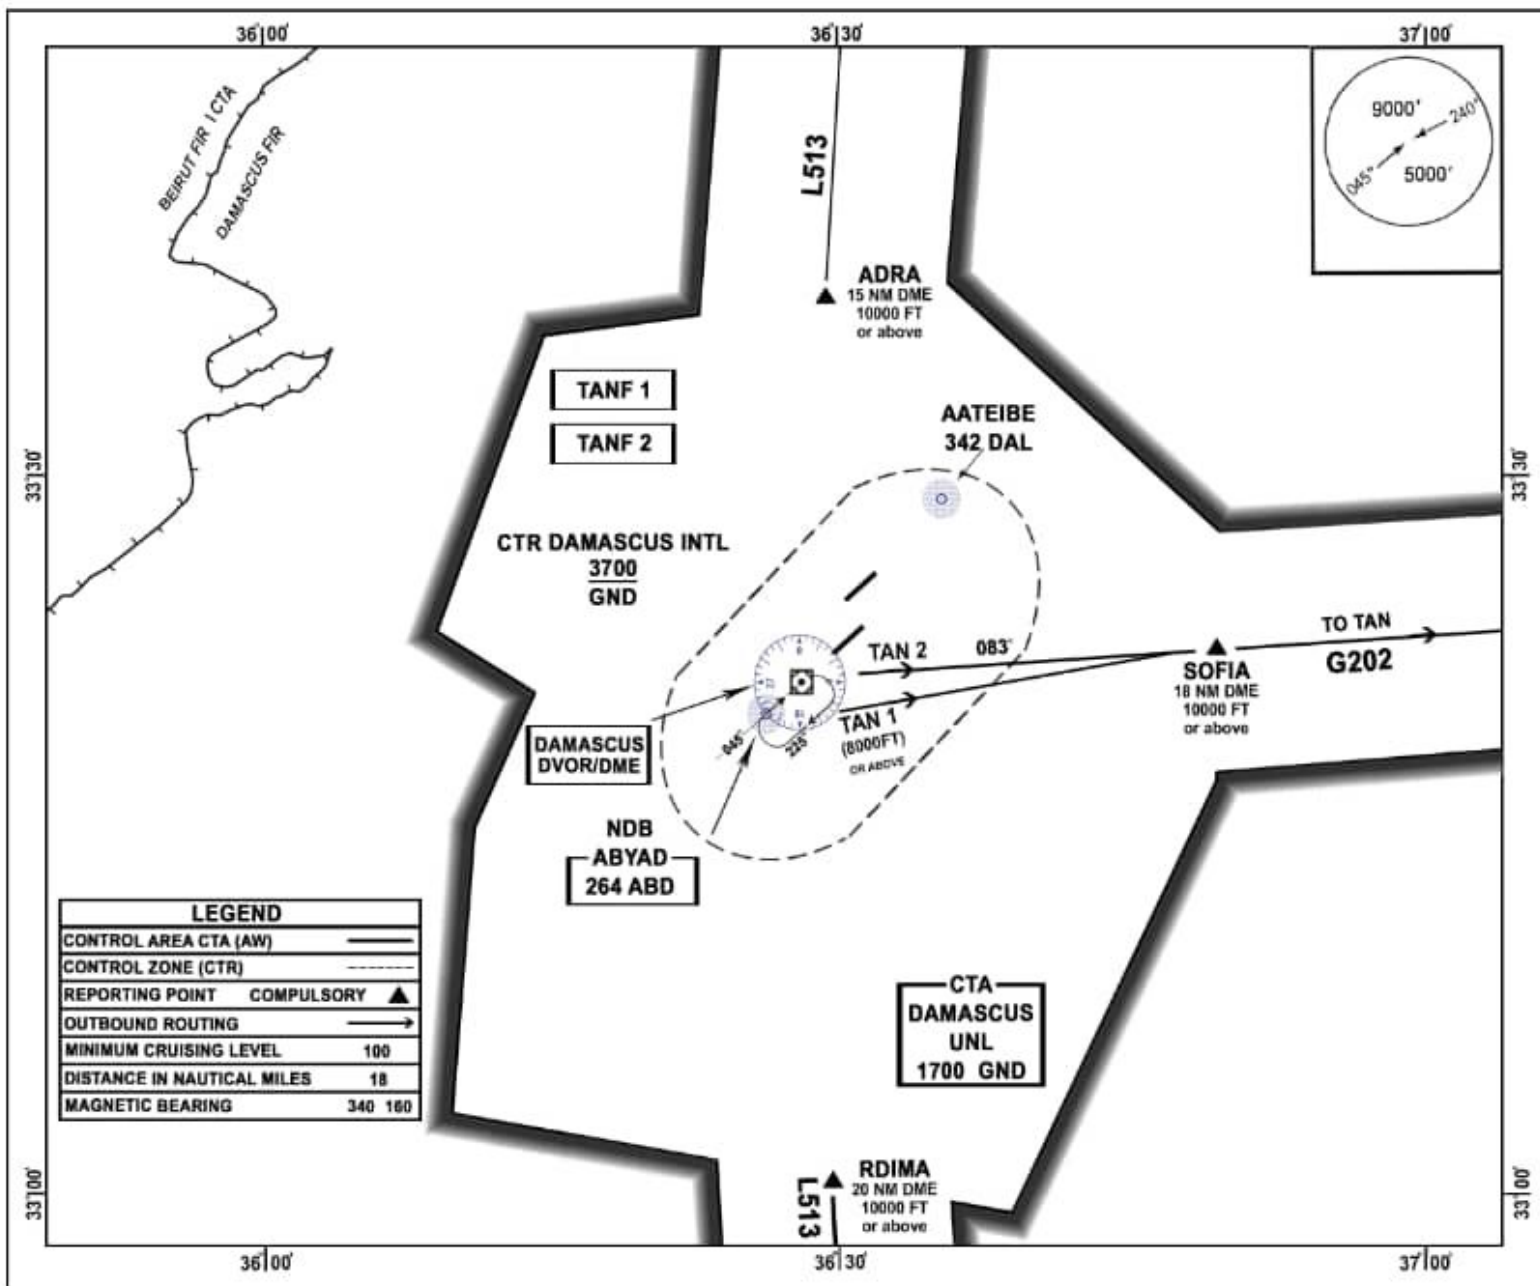 36°00'
36°30'
37°00'
BEIRUT FIR \ CTA
DAMASCUS FIR
L513
9000'
240°
045°
5000'
ADRA
15 NM DME
10000 FT
or above
TANF 1
TANF 2
AATEIBE
342 DAL
33°30'
33°30'
CTR DAMASCUS INTL
3700
GND
TAN 2
083°
TO TAN
G202
SOFIA
18 NM DME
10000 FT
or above
TAN 1
(8000FT)
OR ABOVE
045°
225°
DAMASCUS
DVOR/DME
NDB
ABYAD
264 ABD
LEGEND
CONTROL AREA CTA (AW)
CONTROL ZONE (CTR)
REPORTING POINT COMPULSORY
OUTBOUND ROUTING
MINIMUM CRUISING LEVEL 100
DISTANCE IN NAUTICAL MILES 18
MAGNETIC BEARING 340 160
CTA
DAMASCUS
UNL
1700 GND
RDIMA
20 NM DME
10000 FT
or above
L513
33°00'
33°00'
36°00'
36°30'
37°00'